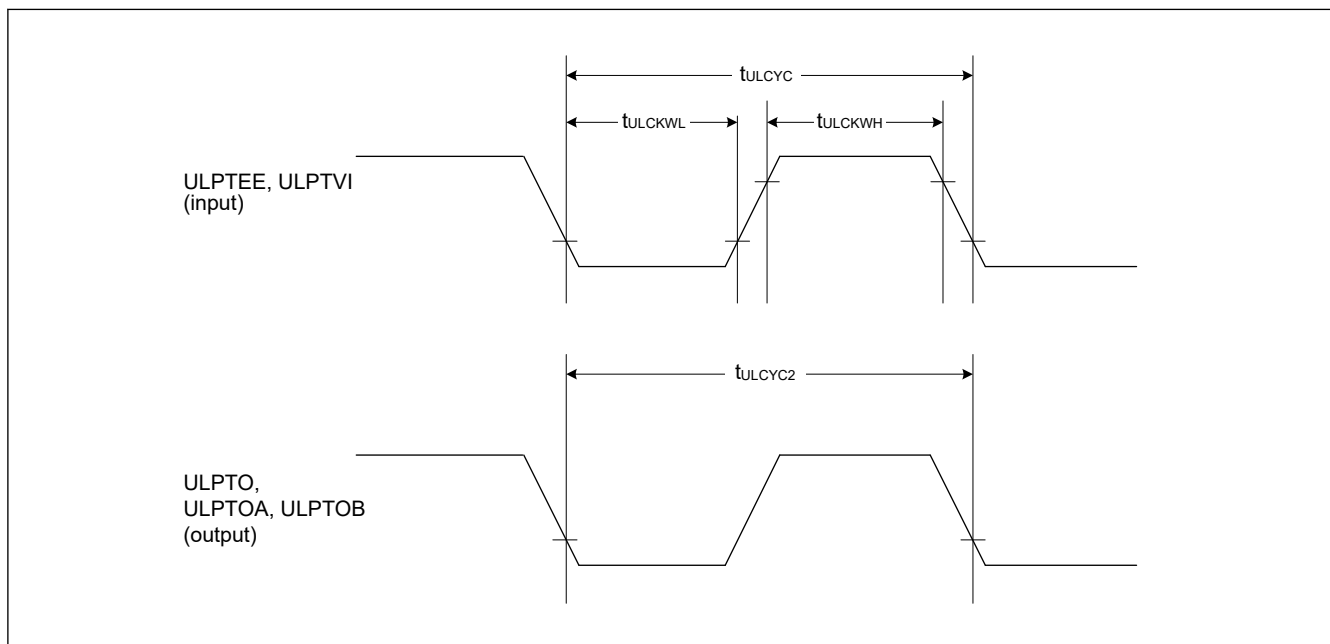 tULCYC
tULCKWL
tULCKWH
ULPTEE, ULPTVI
(input)
tULCYC2
ULPTO,
ULPTOA, ULPTOB
(output)